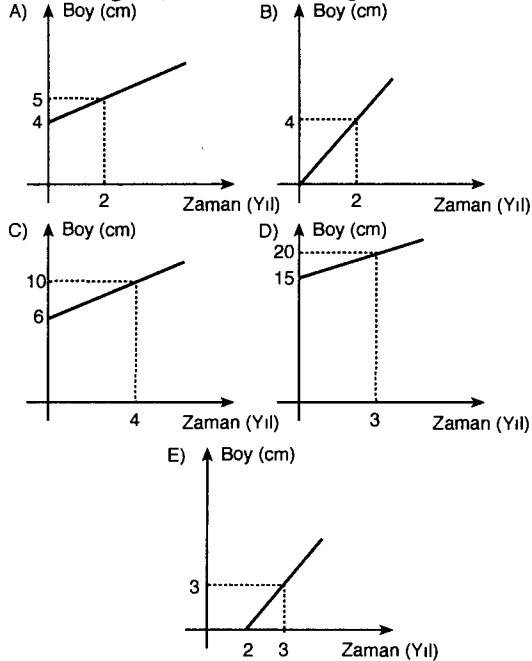 A) Boy (cm)
5
4
2
Zaman (Yıl)
B) Boy (cm)
4
2
Zaman (Yıl)
C) Boy (cm)
10
6
4
Zaman (Yıl)
D) Boy (cm)
20
15
3
Zaman (Yıl)
E) Boy (cm)
3
2 3 Zaman (Yıl)